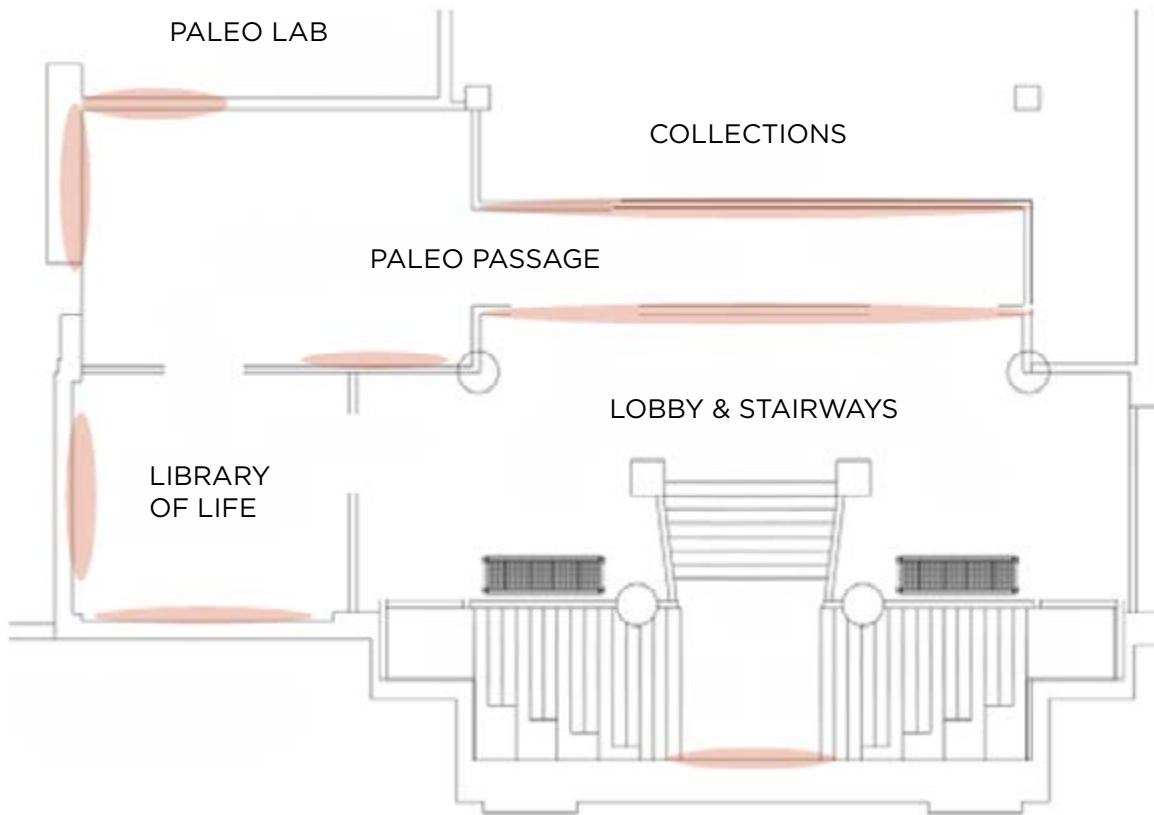 PALEO LAB
COLLECTIONS
PALEO PASSAGE
LOBBY & STAIRWAYS
LIBRARY
OF LIFE